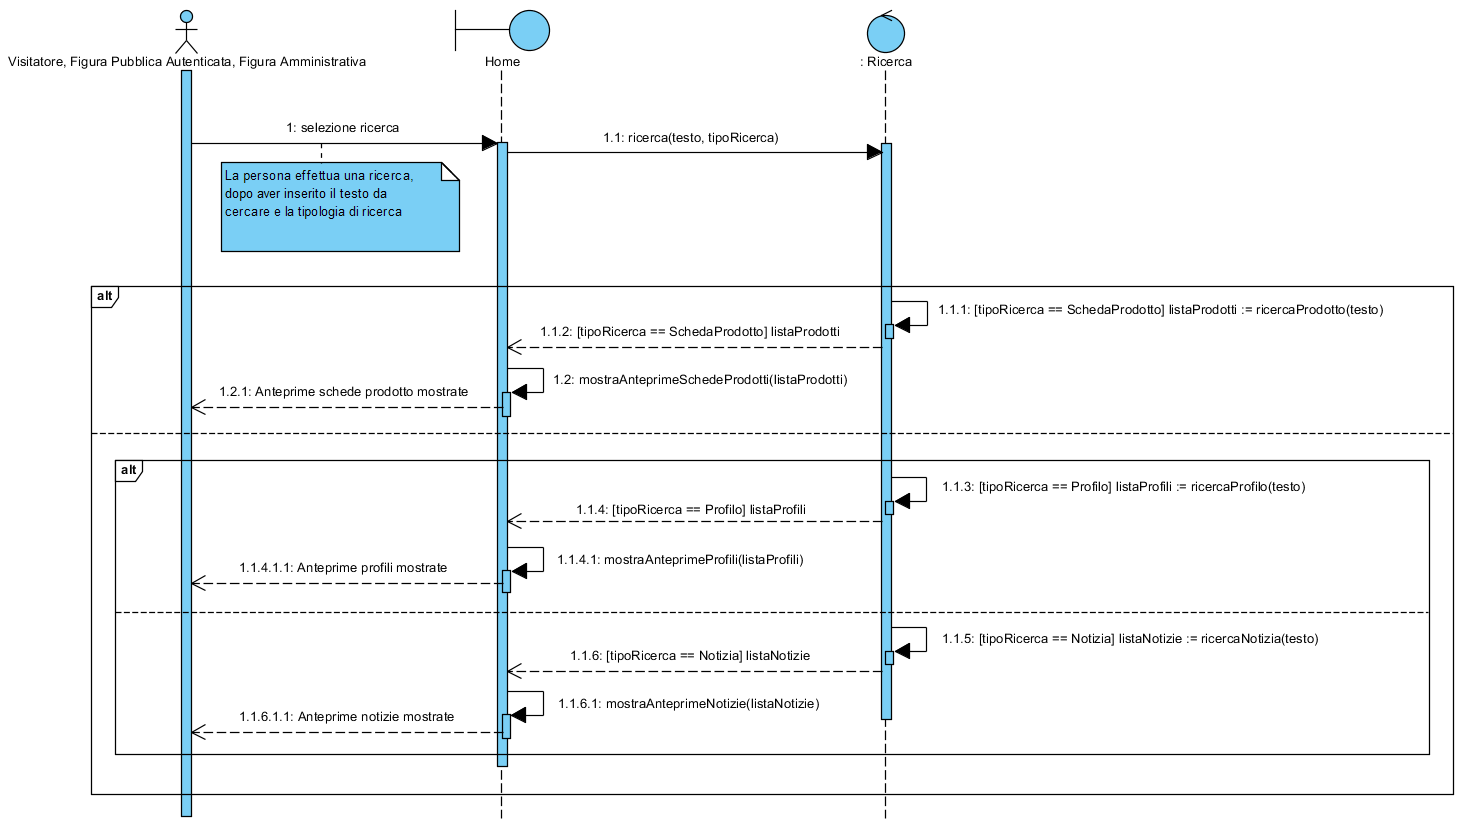 Visitatore, Figura Pubblica Autenticata, Figura Amministrativa
Home
: Ricerca
1: selezione ricerca
1.1: ricerca(testo, tipoRicerca)
La persona effettua una ricerca,
dopo aver inserito il testo da
cercare e la tipologia di ricerca
alt
1.1.1: [tipoRicerca == SchedaProdotto] listaProdotti := ricercaProdotto(testo)
1.1.2: [tipoRicerca == SchedaProdotto] listaProdotti
1.2: mostraAnteprimeSchedeProdotti(listaProdotti)
1.2.1: Anteprime schede prodotto mostrate
alt
1.1.3: [tipoRicerca == Profilo] listaProfili := ricercaProfilo(testo)
1.1.4: [tipoRicerca == Profilo] listaProfili
1.1.4.1: mostraAnteprimeProfili(listaProfili)
1.1.4.1.1: Anteprime profili mostrate
1.1.5: [tipoRicerca == Notizia] listaNotizie := ricercaNotizia(testo)
1.1.6: [tipoRicerca == Notizia] listaNotizie
1.1.6.1: mostraAnteprimeNotizie(listaNotizie)
1.1.6.1.1: Anteprime notizie mostrate